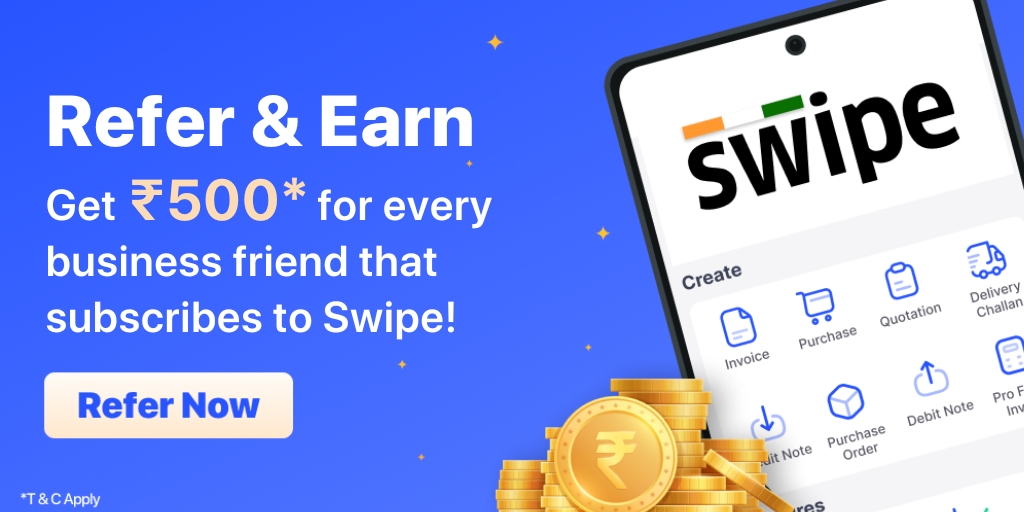 Refer & Earn
Get ₹500* for every
business friend that
subscribes to Swipe!
Refer Now
*T & C Apply
swipe
Create
Invoice
Purchase
Quotation
Delivery
Challan
Debit Note
Purchase
Order
Note
₹